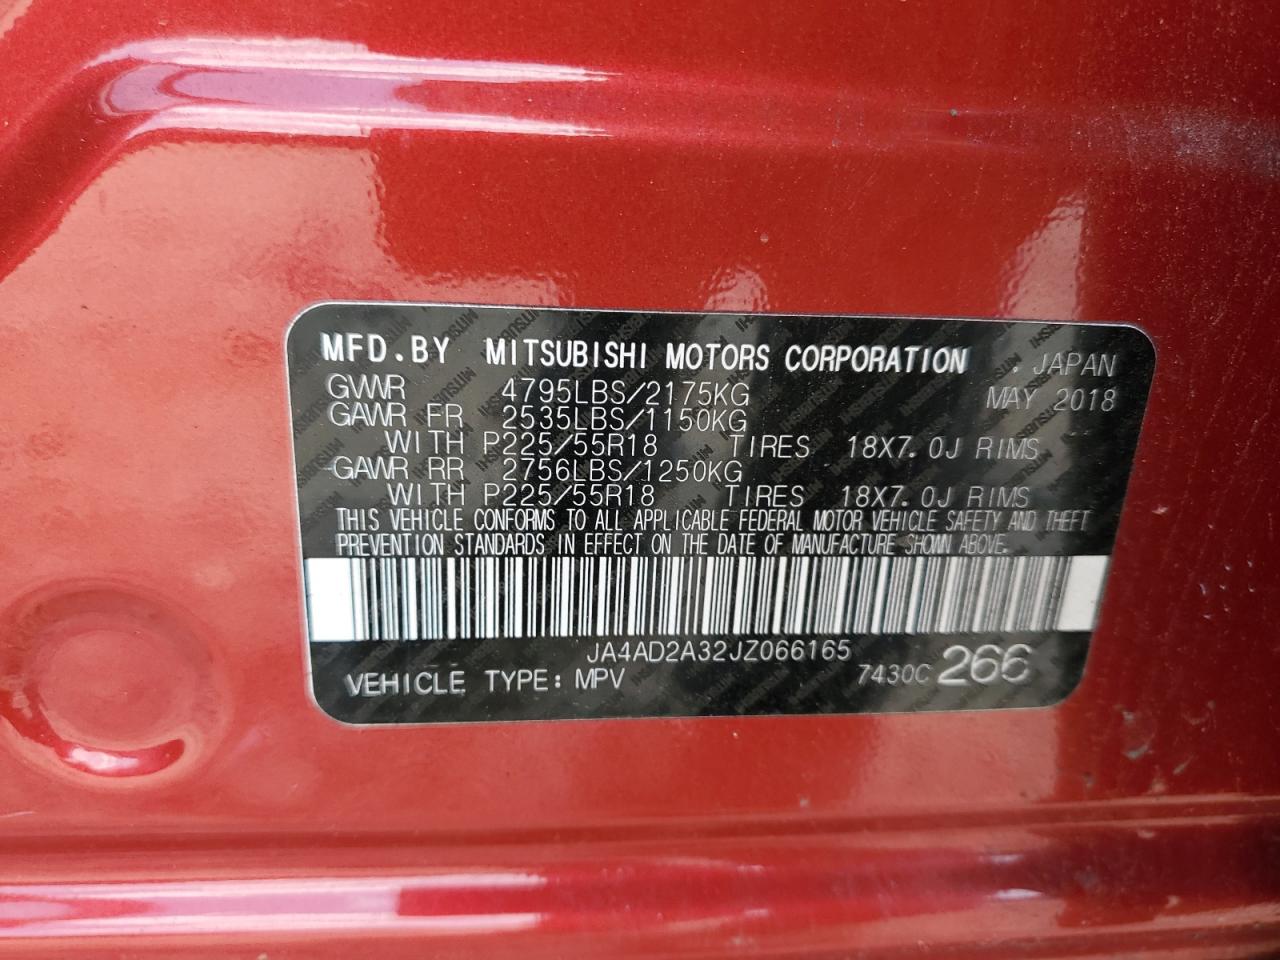 MFD.BY MITSUBISHI MOTORS CORPORATION . JAPAN
GVWR 4795LBS/2175KG MAY 2018
GAWR FR 2535LBS/1150KG
WITH P225/55R18 TIRES 18X7.0J RIMS
GAWR RR 2756LBS/1250KG
WITH P225/55R18 TIRES 18X7.0J RIMS
THIS VEHICLE CONFORMS TO ALL APPLICABLE FEDERAL MOTOR VEHICLE SAFETY AND THEFT
PREVENTION STANDARDS IN EFFECT ON THE DATE OF MANUFACTURE SHOWN ABOVE.
JA4AD2A32JZ066165
VEHICLE TYPE: MPV 7430C 266